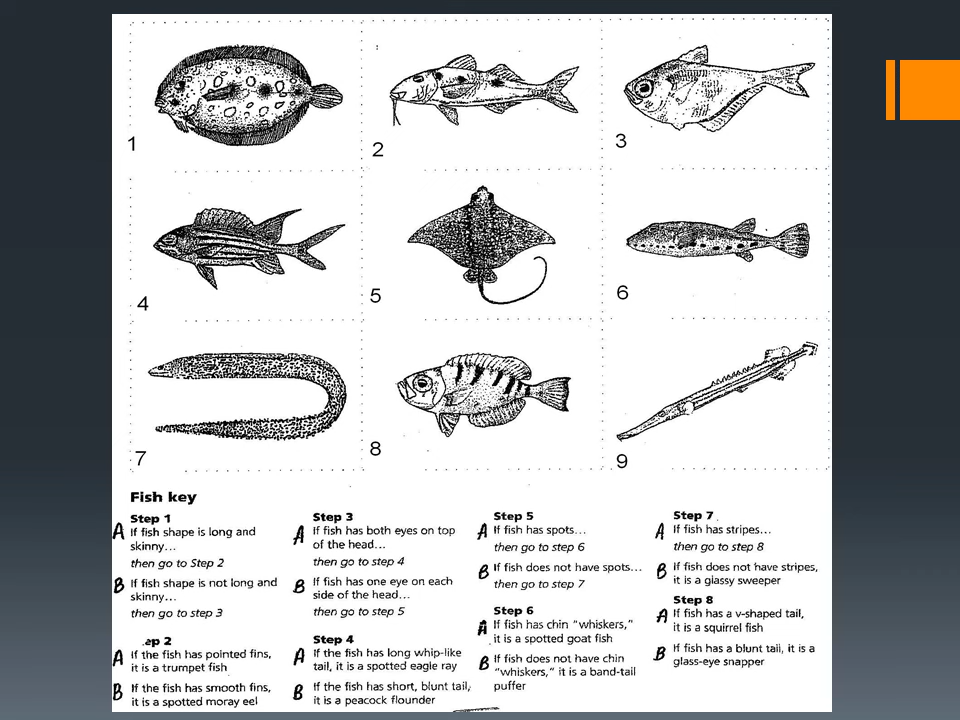 1
2
3
4
5
6
7
8
9
Fish key
Step 1
A If fish shape is long and
skinny...
then go to Step 2
B If fish shape is not long and
skinny...
then go to step 3
ep 2
A If the fish has pointed fins,
it is a trumpet fish
B If the fish has smooth fins,
it is a spotted moray eel
Step 3
A If fish has both eyes on top
of the head...
then go to step 4
B If fish has one eye on each
side of the head...
then go to step 5
Step 4
A If the fish has long whip-like
tail, it is a spotted eagle ray
B If the fish has short, blunt tail,
it is a peacock flounder
Step 5
A If fish has spots...
then go to step 6
B If fish does not have spots...
then go to step 7
Step 6
A If fish has chin "whiskers,"
it is a spotted goat fish
B If fish does not have chin
"whiskers," it is a band-tail
puffer
Step 7
A If fish has stripes...
then go to step 8
B If fish does not have stripes,
it is a glassy sweeper
Step 8
A If fish has a v-shaped tail,
it is a squirrel fish
B If fish has a blunt tail, it is a
glass-eye snapper